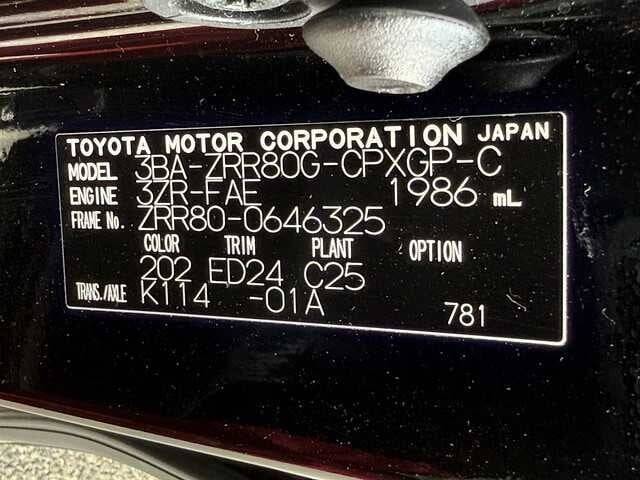 TOYOTA MOTOR CORPORATION JAPAN
MODEL 3BA-ZRR80G-CPXGP-C
ENGINE 3ZR-FAE 1986 mL
FRAME No. ZRR80-0646325
COLOR TRIM PLANT OPTION
202 ED24 C25
TRANS./AXLE K114 -01A
781